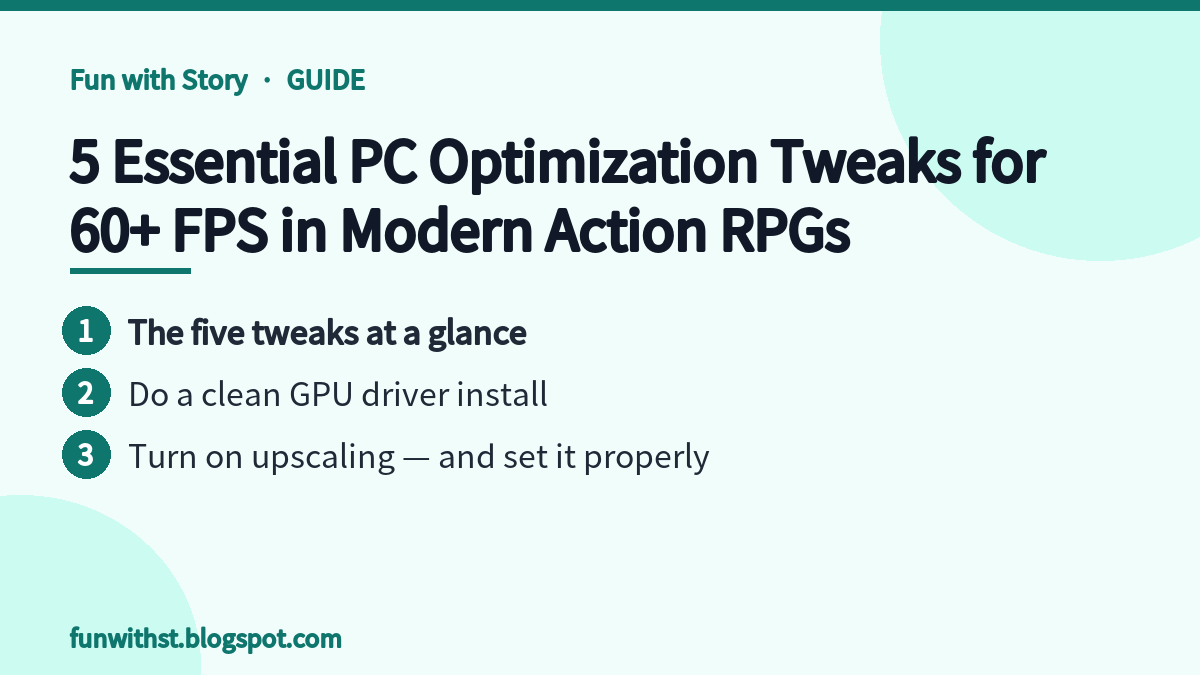 Fun with Story · GUIDE
5 Essential PC Optimization Tweaks for
60+ FPS in Modern Action RPGs
1 The five tweaks at a glance
2 Do a clean GPU driver install
3 Turn on upscaling — and set it properly
funwithst.blogspot.com